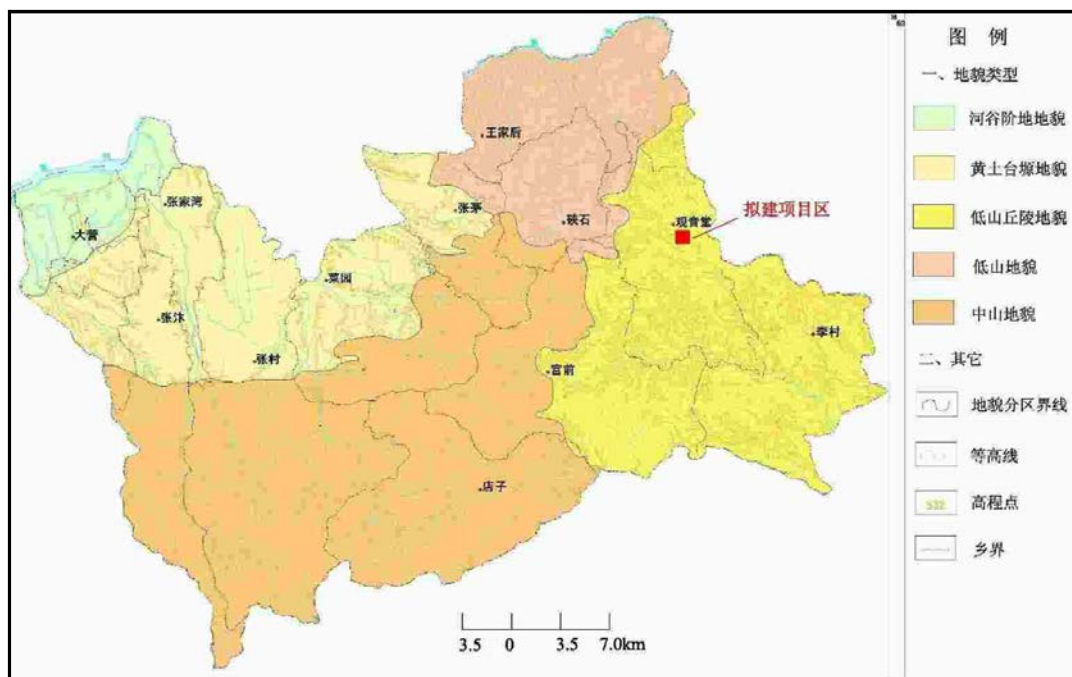 王家后
张家湾
大营
张茅
硖石
观音堂
拟建项目区
菜园
张汴
张村
李村
宫前
店子
3.5 0 3.5 7.0km
图 例
一、地貌类型
河谷阶地地貌
黄土台塬地貌
低山丘陵地貌
低山地貌
中山地貌
二、其它
地貌分区界线
等高线
532 高程点
乡界